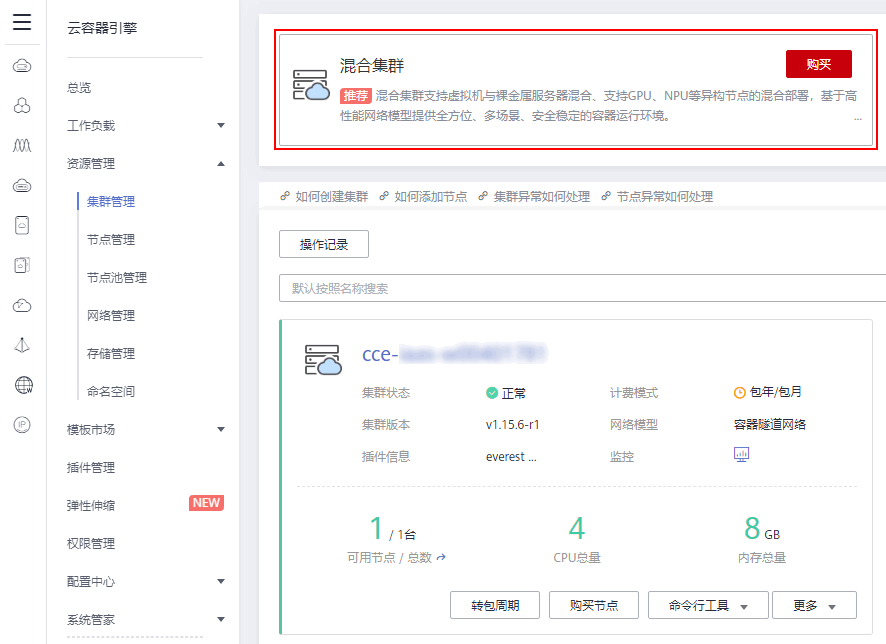 云容器引擎
总览
工作负载
资源管理
集群管理
节点管理
节点池管理
网络管理
存储管理
命名空间
模板市场
插件管理
弹性伸缩 NEW
权限管理
配置中心
系统管家
IP
混合集群
购买
推荐 混合集群支持虚拟机与裸金属服务器混合、支持GPU、NPU等异构节点的混合部署，基于高
性能网络模型提供全方位、多场景、安全稳定的容器运行环境。
...
如何创建集群 如何添加节点 集群异常如何处理 节点异常如何处理
操作记录
默认按照名称搜索
cce-
集群状态 正常 计费模式 包年/包月
集群版本 v1.15.6-r1 网络模型 容器隧道网络
插件信息 everest ... 监控
1 / 1台 4 8 GB
可用节点 / 总数 CPU总量 内存总量
转包周期 购买节点 命令行工具 更多